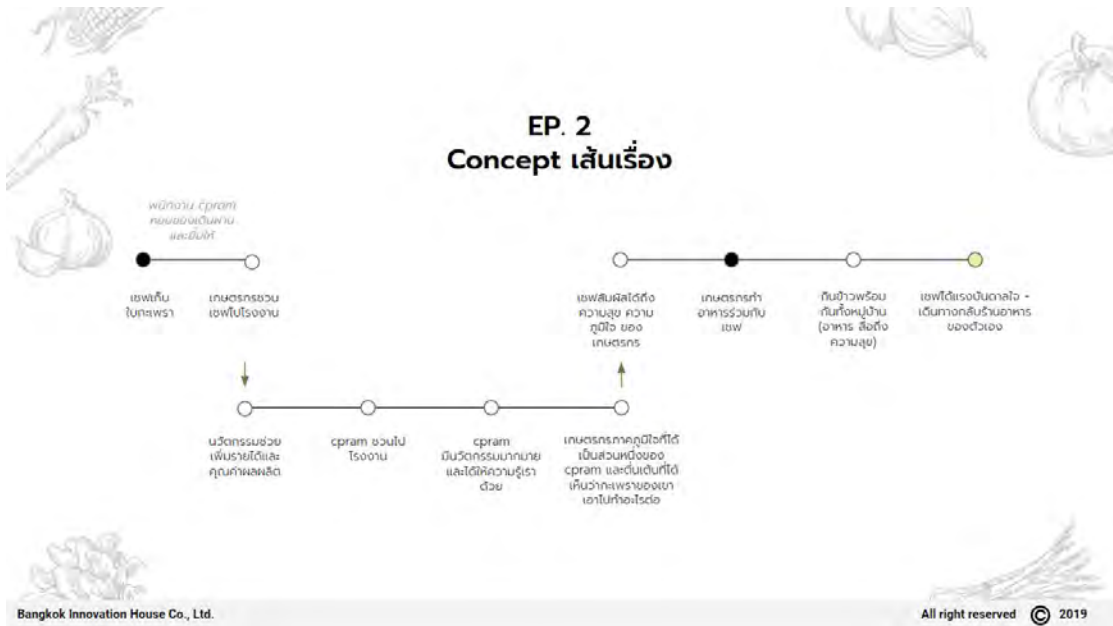 EP. 2
Concept เส้นเรื่อง
พนักงาน cpram
คอยมองเดินผ่าน
และยิ้มให้
เชฟเก็บ
ใบกะเพรา
เกษตรกรชวน
เชฟไปโรงงาน
นวัตกรรมช่วย
เพิ่มรายได้และ
คุณค่าผลผลิต
cpram ชวนไป
โรงงาน
cpram
มีนวัตกรรมมากมาย
และได้ให้ความรู้เรา
ด้วย
เกษตรกรภาคภูมิใจที่ได้
เป็นส่วนหนึ่งของ
cpram และตื่นเต้นที่ได้
เห็นว่ากะเพราของเขา
เอาไปทำอะไรต่อ
เชฟสัมผัสได้ถึง
ความสุข ความ
ภูมิใจ ของ
เกษตรกร
เกษตรกรทำ
อาหารร่วมกับ
เชฟ
กินข้าวพร้อม
กันทั้งหมู่บ้าน
(อาหาร สื่อถึง
ความสุข)
เชฟได้แรงบันดาลใจ -
เดินทางกลับร้านอาหาร
ของตัวเอง
Bangkok Innovation House Co., Ltd.
All right reserved © 2019